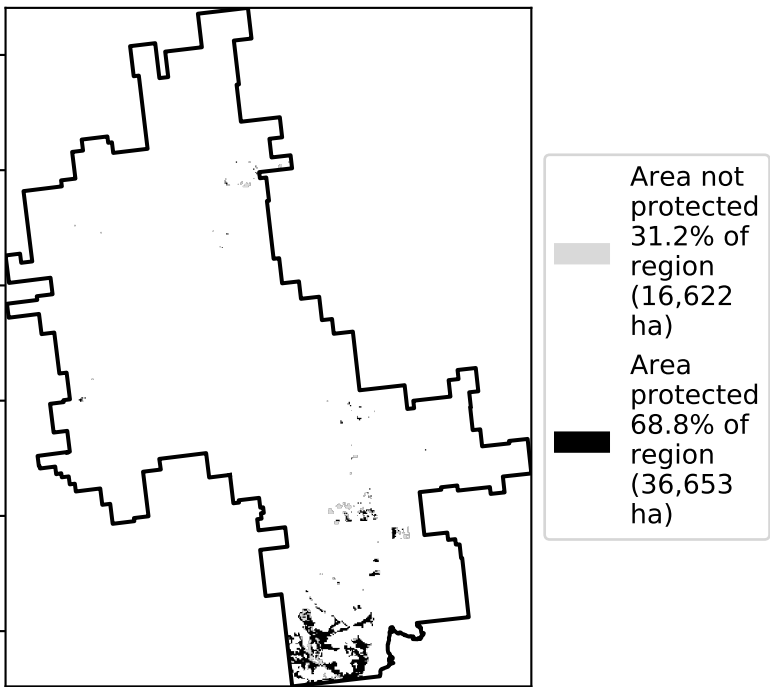 Area not
protected
31.2% of
region
(16,622
ha)
Area
protected
68.8% of
region
(36,653
ha)